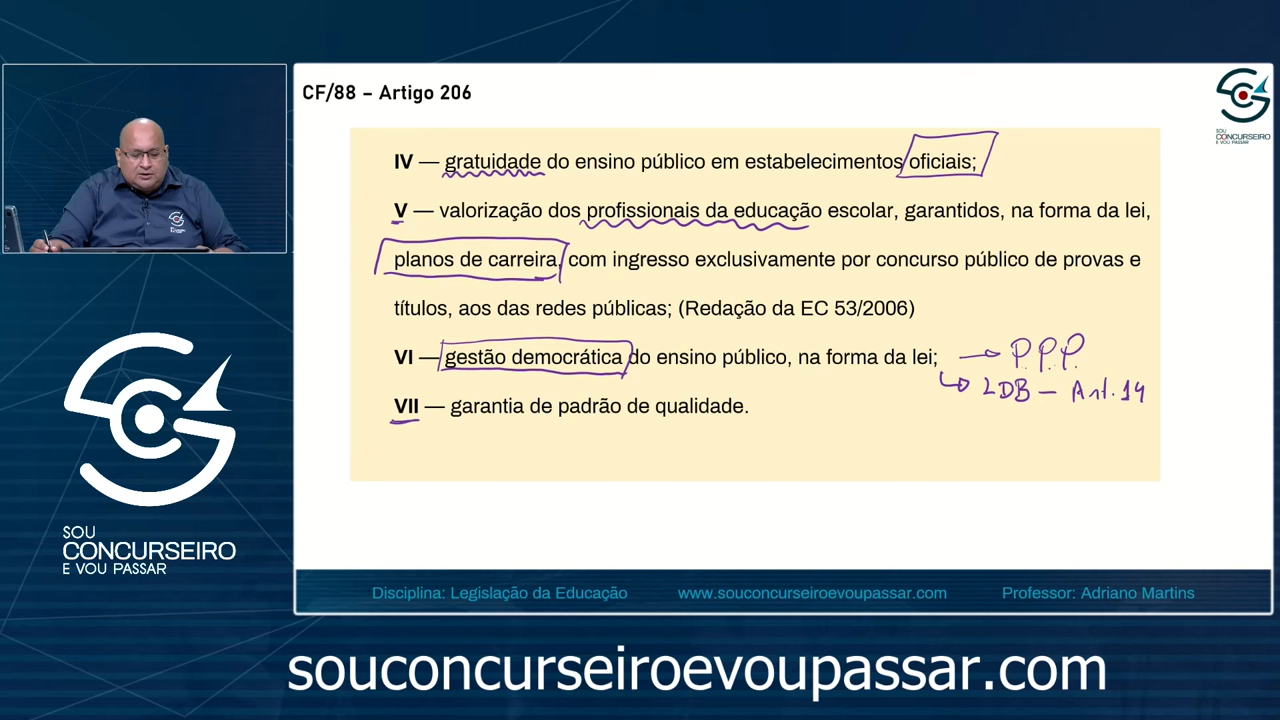 CF/88 – Artigo 206
SOU
CONCURSEIRO
E VOU PASSAR
IV — gratuidade do ensino público em estabelecimentos oficiais;
V — valorização dos profissionais da educação escolar, garantidos, na forma da lei,
planos de carreira, com ingresso exclusivamente por concurso público de provas e
títulos, aos das redes públicas; (Redação da EC 53/2006)
VI — gestão democrática do ensino público, na forma da lei;
P.P.P.
LDB – Art. 14
VII — garantia de padrão de qualidade.
SOU
CONCURSEIRO
E VOU PASSAR
Disciplina: Legislação da Educação www.souconcurseiroevoupassar.com Professor: Adriano Martins
souconcurseiroevoupassar.com